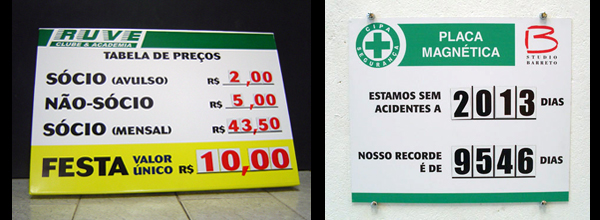 RUVE
CLUBE & ACADEMIA
TABELA DE PREÇOS
SÓCIO (AVULSO) R$ 2,00
NÃO-SÓCIO R$ 5,00
SÓCIO (MENSAL) R$ 43,50
FESTA VALOR ÚNICO R$ 10,00
CIPA
SEGURANÇA
PLACA
MAGNÉTICA
B
STUDIO
BARRETO
ESTAMOS SEM
ACIDENTES A 2013 DIAS
NOSSO RECORDE
É DE 9546 DIAS